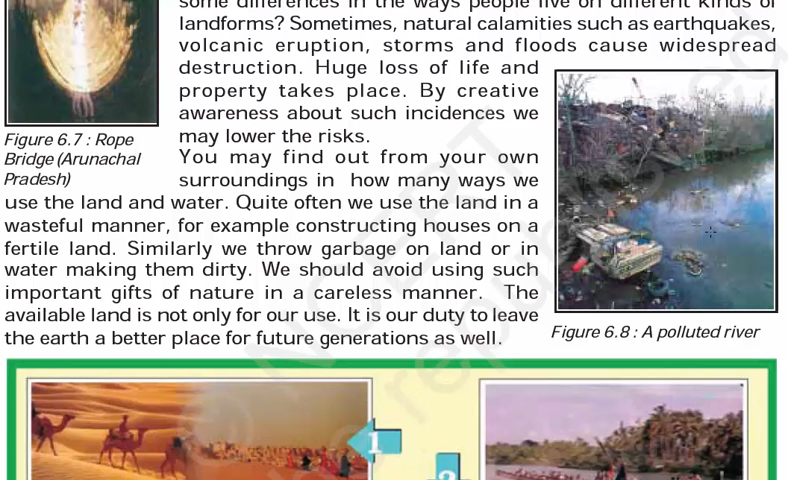 some differences in the ways people live on different kinds of
landforms? Sometimes, natural calamities such as earthquakes,
volcanic eruption, storms and floods cause widespread
destruction. Huge loss of life and
property takes place. By creative
awareness about such incidences we
may lower the risks.
Figure 6.7 : Rope
Bridge (Arunachal
Pradesh)
You may find out from your own
surroundings in how many ways we
use the land and water. Quite often we use the land in a
wasteful manner, for example constructing houses on a
fertile land. Similarly we throw garbage on land or in
water making them dirty. We should avoid using such
important gifts of nature in a careless manner. The
available land is not only for our use. It is our duty to leave
the earth a better place for future generations as well.
Figure 6.8 : A polluted river
1
2
© NCERT
republished